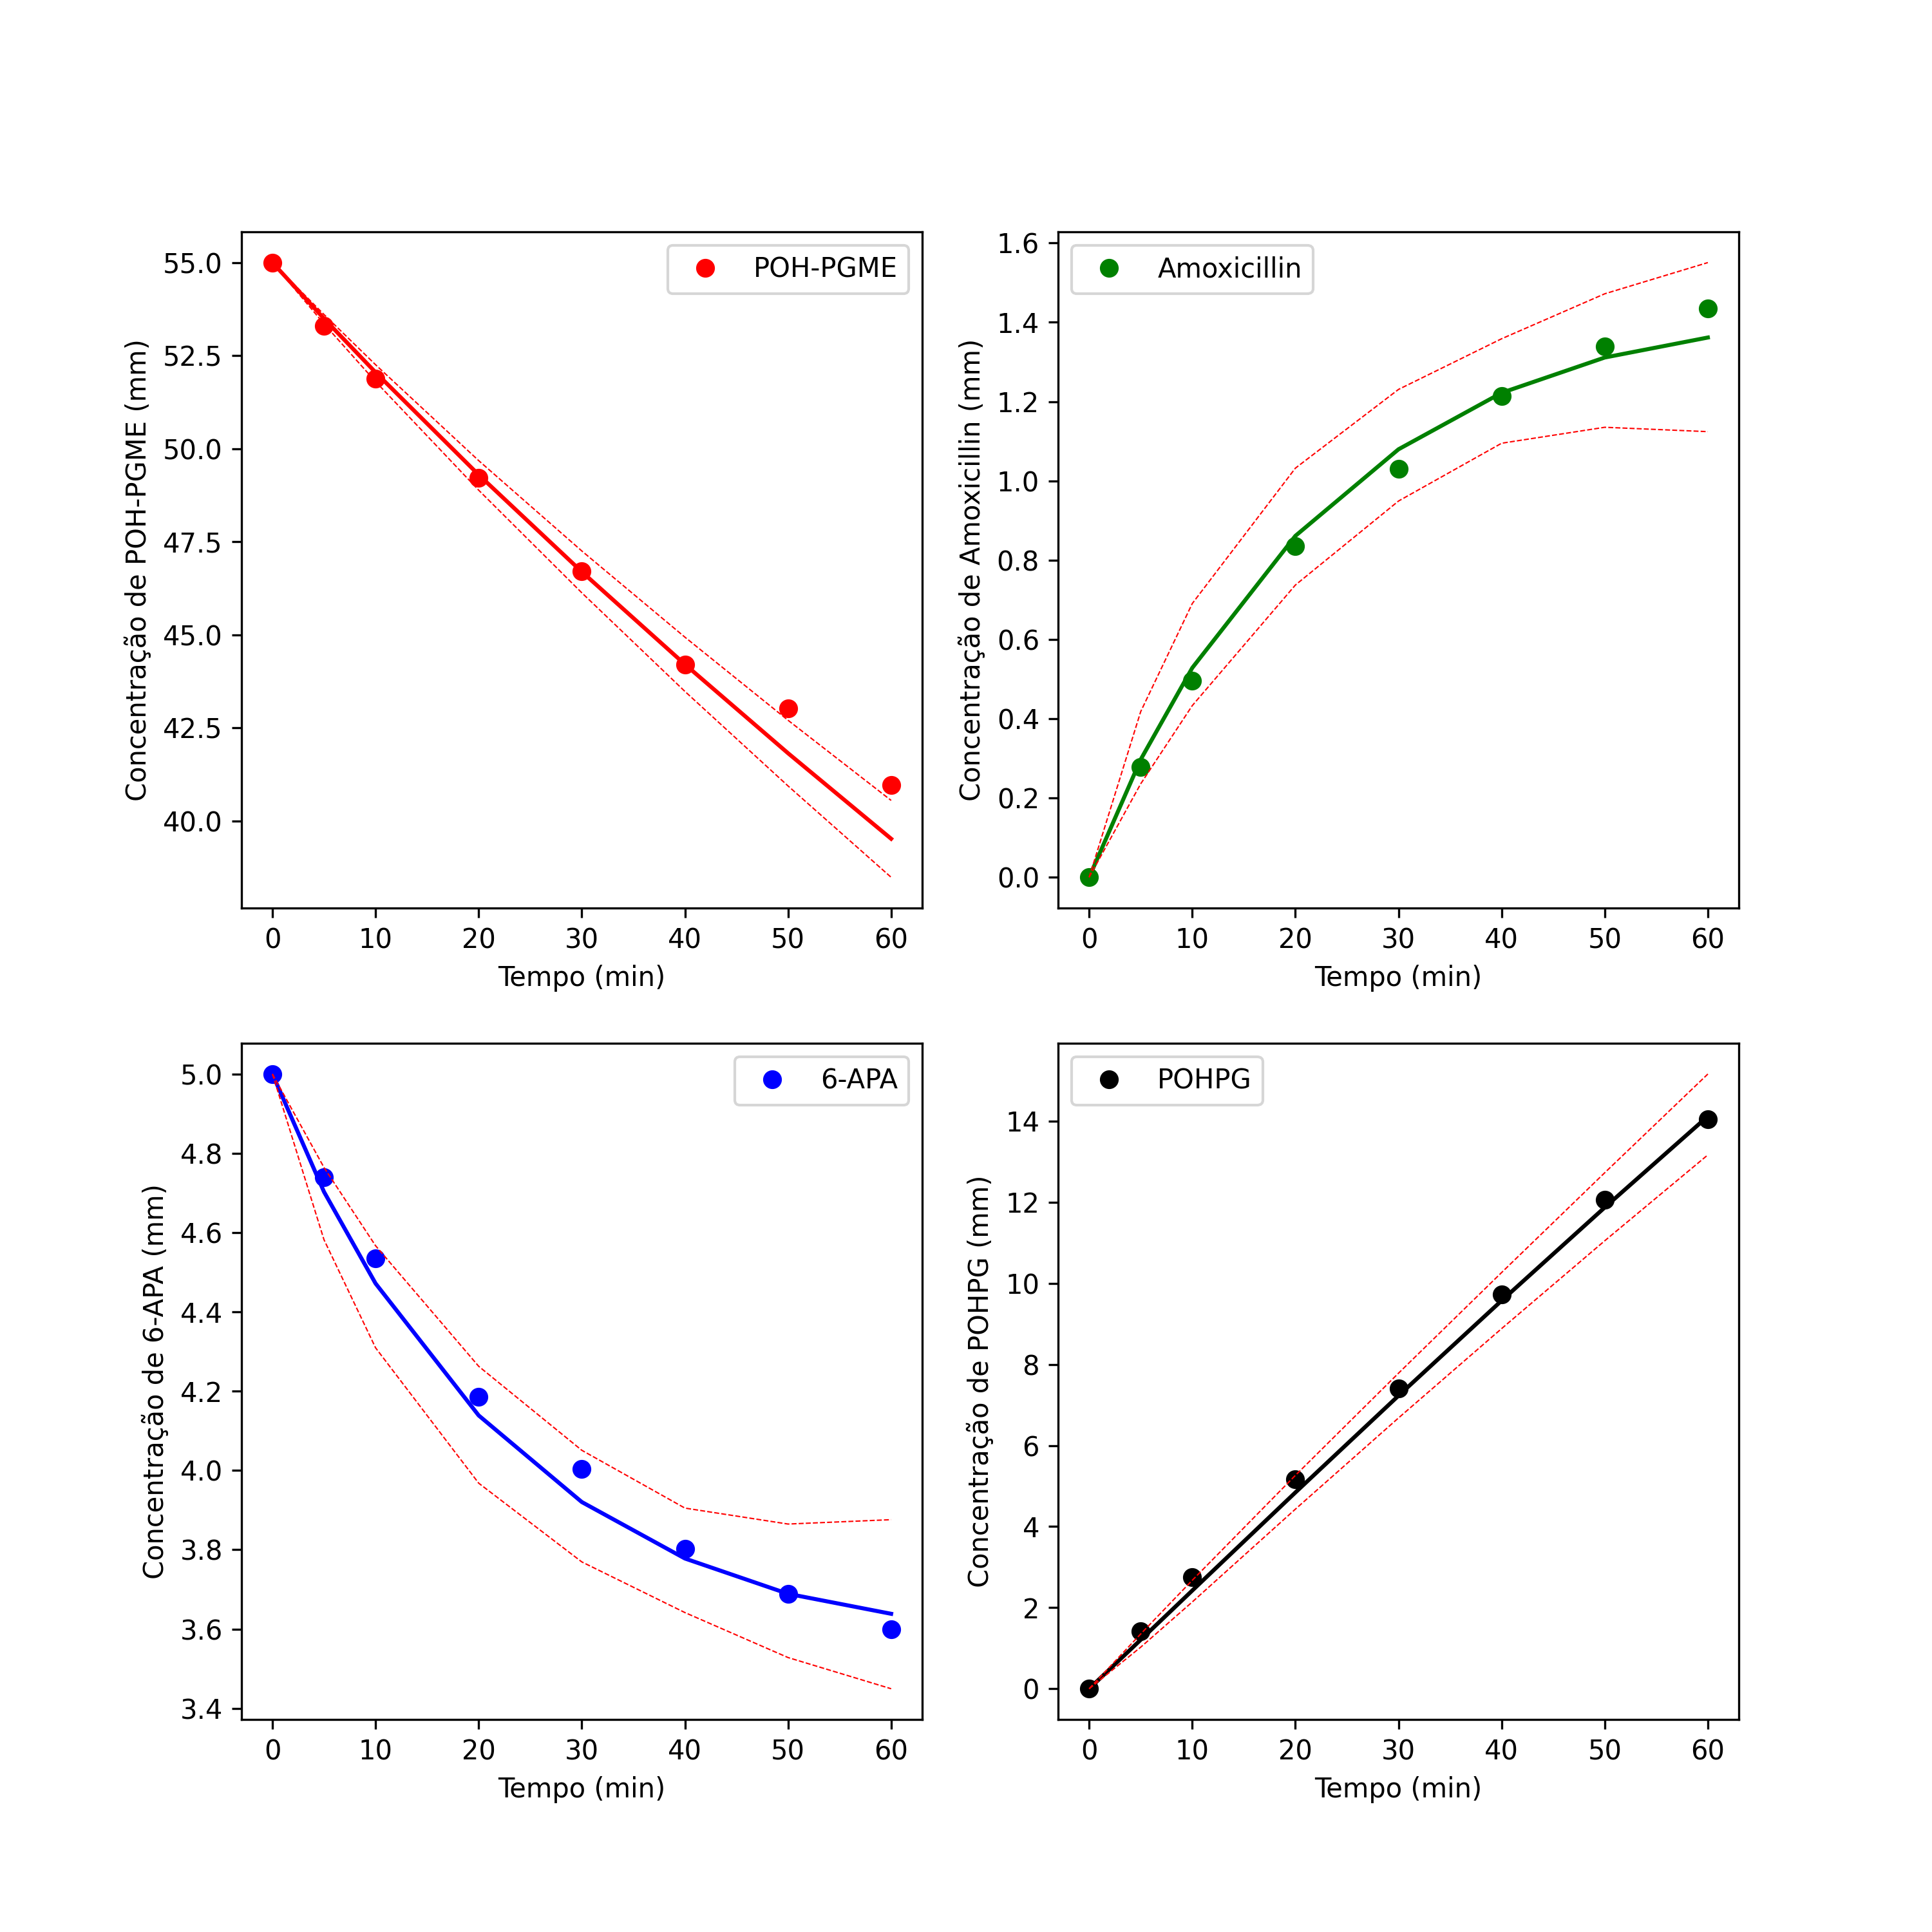 POH-PGME
55.0
52.5
50.0
47.5
45.0
42.5
40.0
Concentração de POH-PGME (mm)
0 10 20 30 40 50 60
Tempo (min)
Amoxicillin
1.6
1.4
1.2
1.0
0.8
0.6
0.4
0.2
0.0
Concentração de Amoxicillin (mm)
0 10 20 30 40 50 60
Tempo (min)
6-APA
5.0
4.8
4.6
4.4
4.2
4.0
3.8
3.6
3.4
Concentração de 6-APA (mm)
0 10 20 30 40 50 60
Tempo (min)
POHPG
14
12
10
8
6
4
2
0
Concentração de POHPG (mm)
0 10 20 30 40 50 60
Tempo (min)